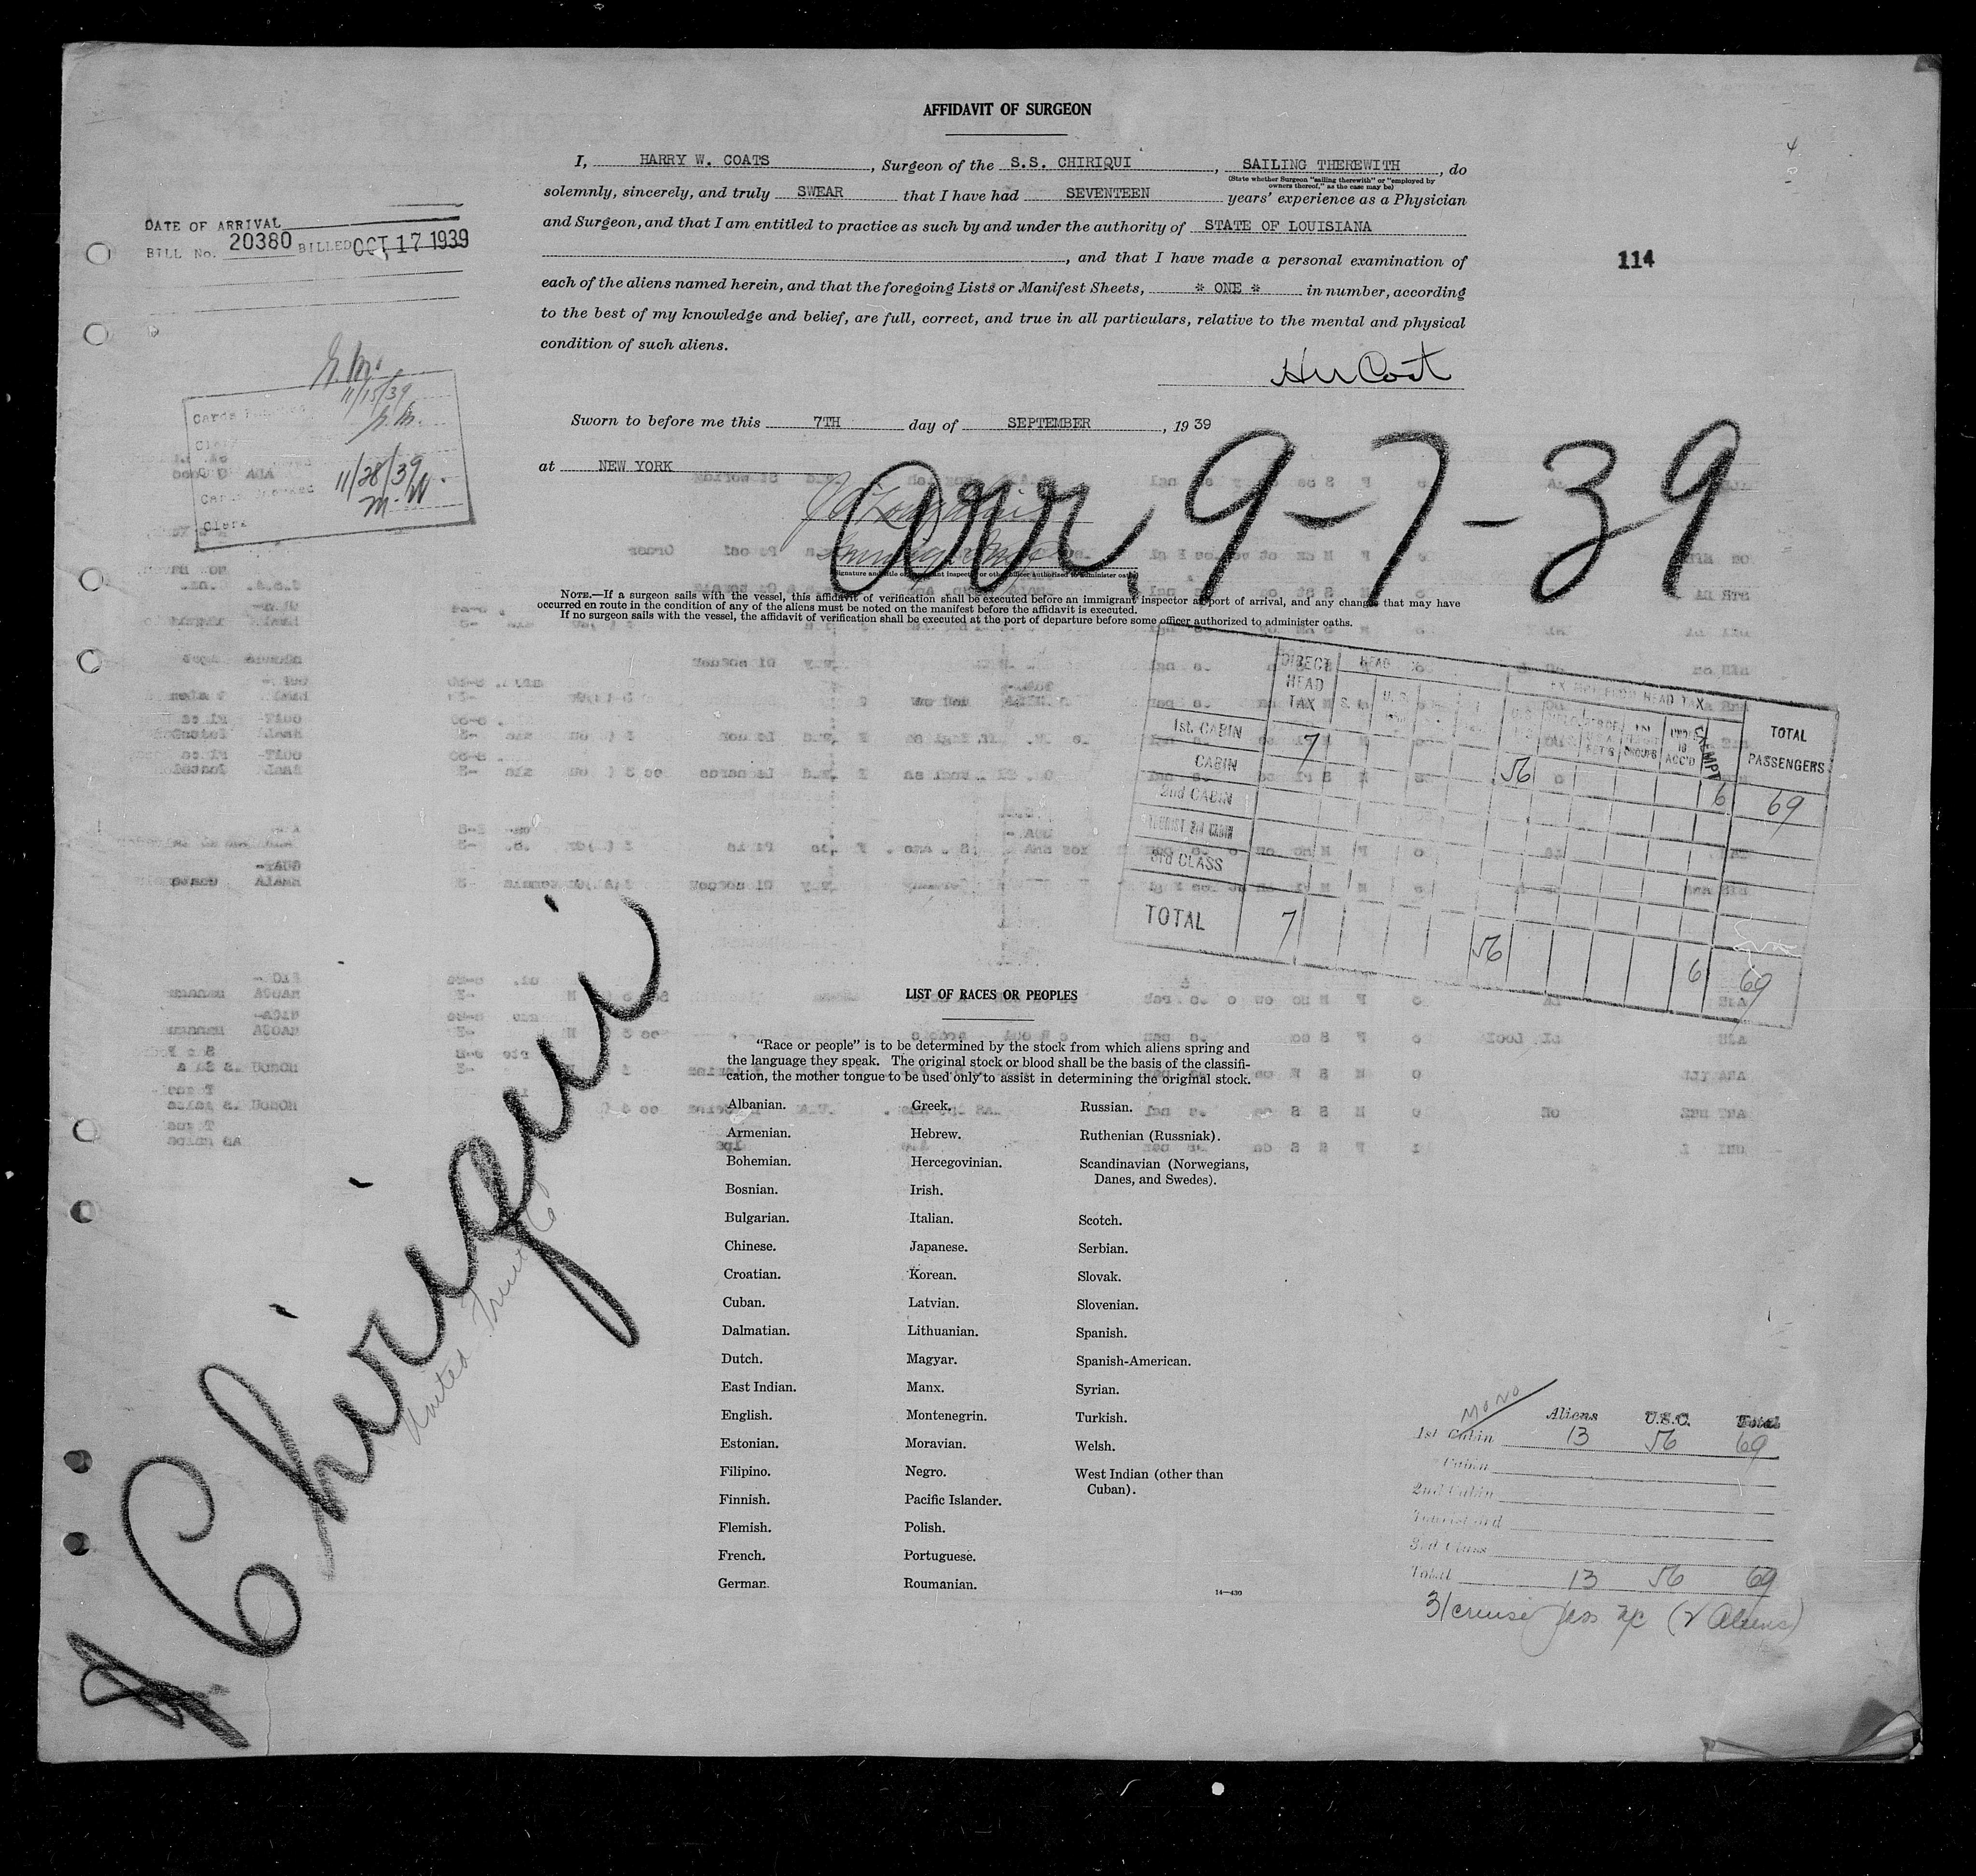 AFFIDAVIT OF SURGEON
I, HARRY W. COATS, Surgeon of the S.S. CHIRIQUI, SAILING THEREWITH, do
(State whether Surgeon "sailing therewith" or "employed by
owners thereof," as the case may be)
solemnly, sincerely, and truly SWEAR that I have had SEVENTEEN years' experience as a Physician
and Surgeon, and that I am entitled to practice as such by and under the authority of STATE OF LOUISIANA
, and that I have made a personal examination of
each of the aliens named herein, and that the foregoing Lists or Manifest Sheets, * ONE * in number, according
to the best of my knowledge and belief, are full, correct, and true in all particulars, relative to the mental and physical
condition of such aliens.
HW Coats
Sworn to before me this 7TH day of SEPTEMBER, 1939
at NEW YORK
Arr. 9-7-39
NOTE.—If a surgeon sails with the vessel, this affidavit of verification shall be executed before an immigrant inspector at port of arrival, and any changes that may have
occurred en route in the condition of any of the aliens must be noted on the manifest before the affidavit is executed.
If no surgeon sails with the vessel, the affidavit of verification shall be executed at the port of departure before some officer authorized to administer oaths.
DATE OF ARRIVAL
BILL No. 20380 BILLED OCT 17 1939
114
11/15/39
11/28/39
M. W.
Clerk
DIRECT HEAD TAX
EXEMPT
TOTAL PASSENGERS
1st. CABIN 7 56 6 69
CABIN
2nd CABIN
TOURIST 3rd CABIN
3rd CLASS
TOTAL 7 56 6 69
LIST OF RACES OR PEOPLES
"Race or people" is to be determined by the stock from which aliens spring and
the language they speak. The original stock or blood shall be the basis of the classifi-
cation, the mother tongue to be used only to assist in determining the original stock.
Albanian.
Armenian.
Bohemian.
Bosnian.
Bulgarian.
Chinese.
Croatian.
Cuban.
Dalmatian.
Dutch.
East Indian.
English.
Estonian.
Filipino.
Finnish.
Flemish.
French.
German.
Greek.
Hebrew.
Hercegovinian.
Irish.
Italian.
Japanese.
Korean.
Latvian.
Lithuanian.
Magyar.
Manx.
Montenegrin.
Moravian.
Negro.
Pacific Islander.
Polish.
Portuguese.
Roumanian.
Russian.
Ruthenian (Russniak).
Scandinavian (Norwegians,
Danes, and Swedes).
Scotch.
Serbian.
Slovak.
Slovenian.
Spanish.
Spanish-American.
Syrian.
Turkish.
Welsh.
West Indian (other than
Cuban).
14—430
Chiriqui
United Fruit Co.
MONO
Aliens U.S.C. Total
1st Cabin 13 56 69
Cabin
2nd Cabin
Tourist 3rd
3rd Class
Total 13 56 69
31 cruise pass (2 Aliens)